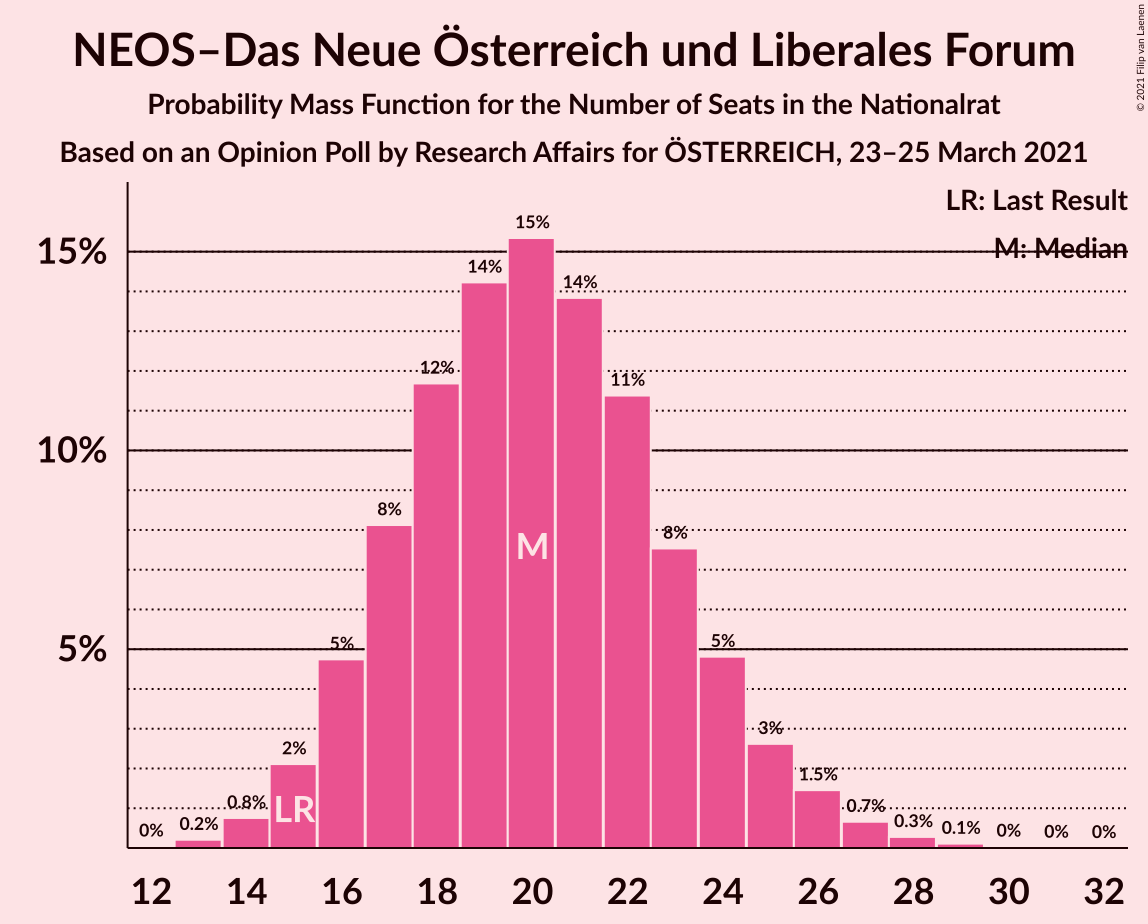 NEOS–Das Neue Österreich und Liberales Forum
Probability Mass Function for the Number of Seats in the Nationalrat
Based on an Opinion Poll by Research Affairs for ÖSTERREICH, 23–25 March 2021
© 2021 Filip van Laenen
LR: Last Result
M: Median
15%
10%
5%
0% 0.2% 0.8% 2% 5% 8% 12% 14% 15% 14% 11% 8% 5% 3% 1.5% 0.7% 0.3% 0.1% 0% 0% 0%
M
LR
12 14 16 18 20 22 24 26 28 30 32